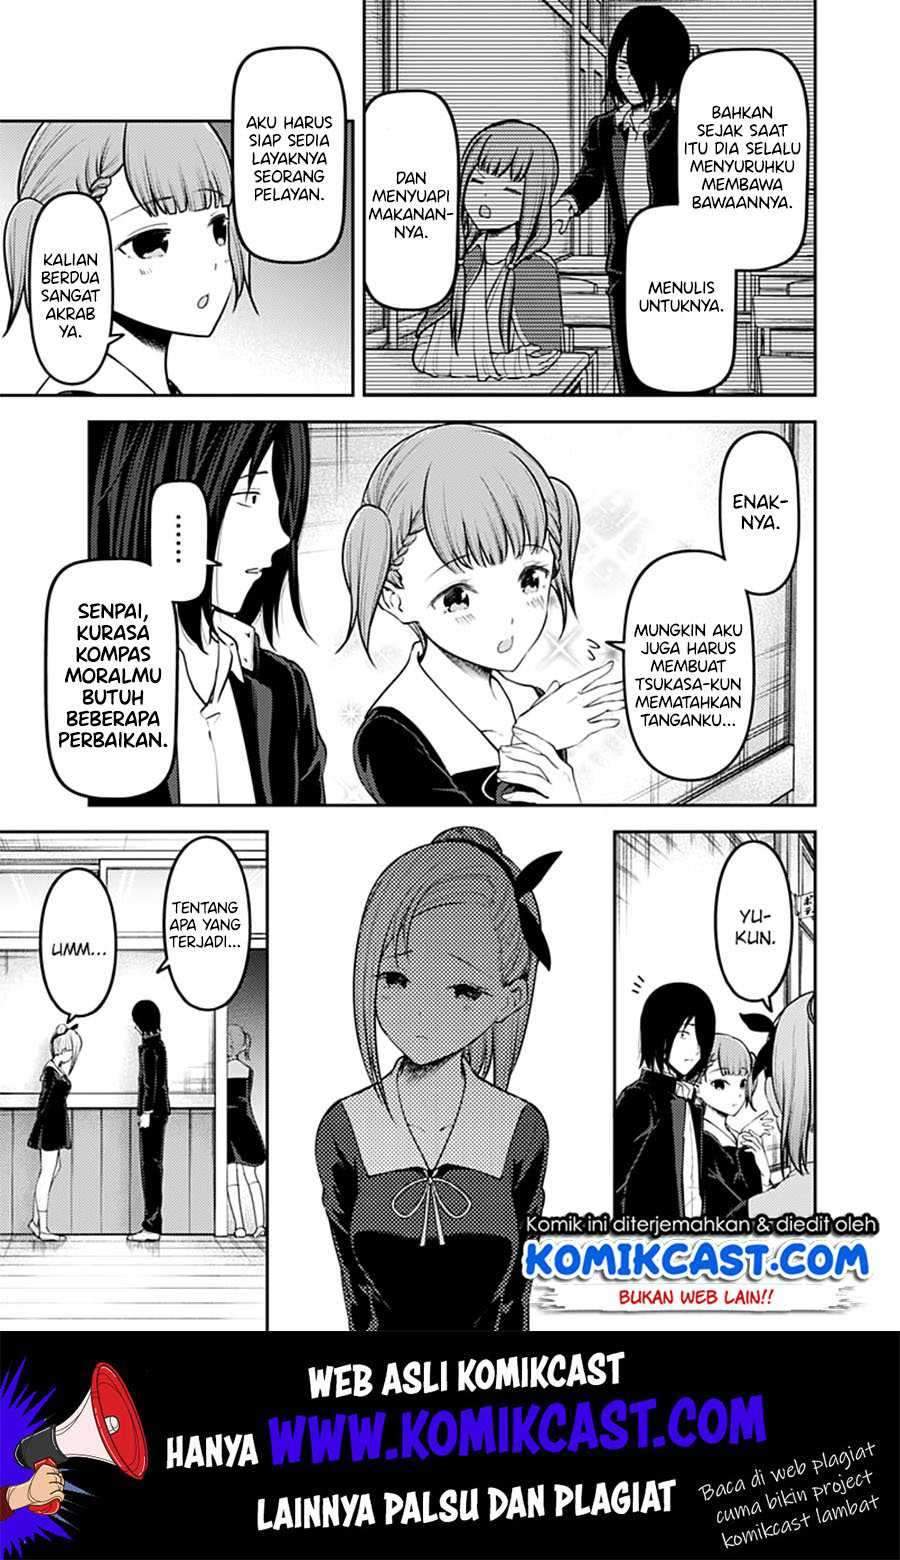 BAHKAN
SEJAK SAAT
ITU DIA SELALU
MENYURUHKU
MEMBAWA
BAWAANNYA.
MENULIS
UNTUKNYA.
DAN
MENYUAPI
MAKANAN-
NYA.
AKU HARUS
SIAP SEDIA
LAYAKNYA
SEORANG
PELAYAN.
KALIAN
BERDUA
SANGAT
AKRAB
YA.
ENAK-
NYA.
MUNGKIN AKU
JUGA HARUS
MEMBUAT
TSUKASA-KUN
MEMATAHKAN
TANGANKU...
......
SENPAI,
KURASA
KOMPAS
MORALMU
BUTUH
BEBERAPA
PERBAIKAN.
YU-
KUN.
TENTANG
APA YANG
TERJADI...
UMM...
Komik ini diterjemahkan & diedit oleh
KOMIKCAST.COM
BUKAN WEB LAIN!!
WEB ASLI KOMIKCAST
HANYA WWW.KOMIKCAST.COM
LAINNYA PALSU DAN PLAGIAT
Baca di web plagiat
cuma bikin project
komikcast lambat